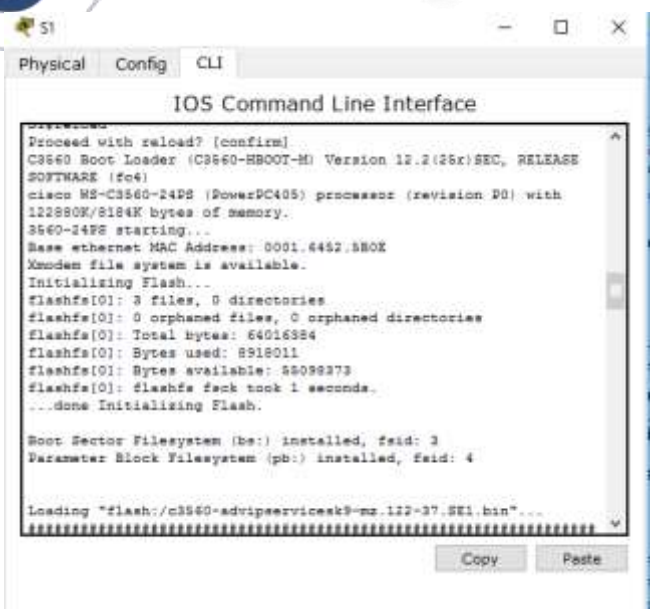 S1
Physical Config CLI
IOS Command Line Interface
Proceed with reload? [confirm]
C3560 Boot Loader (C3560-HBOOT-M) Version 12.2(25r)SEC, RELEASE
SOFTWARE (fc4)
cisco WS-C3560-24PS (PowerPC405) processor (revision P0) with
122880K/8184K bytes of memory.
3560-24PS starting...
Base ethernet MAC Address: 0001.6452.5B0E
Xmodem file system is available.
Initializing Flash...
flashfs[0]: 3 files, 0 directories
flashfs[0]: 0 orphaned files, 0 orphaned directories
flashfs[0]: Total bytes: 64016384
flashfs[0]: Bytes used: 8918011
flashfs[0]: Bytes available: 55098373
flashfs[0]: flashfs fsck took 1 seconds.
...done Initializing Flash.
Boot Sector Filesystem (bs:) installed, fsid: 3
Parameter Block Filesystem (pb:) installed, fsid: 4
Loading "flash:/c3560-advipservicesk9-mz.122-37.SE1.bin"...
##########################################################################
Copy Paste